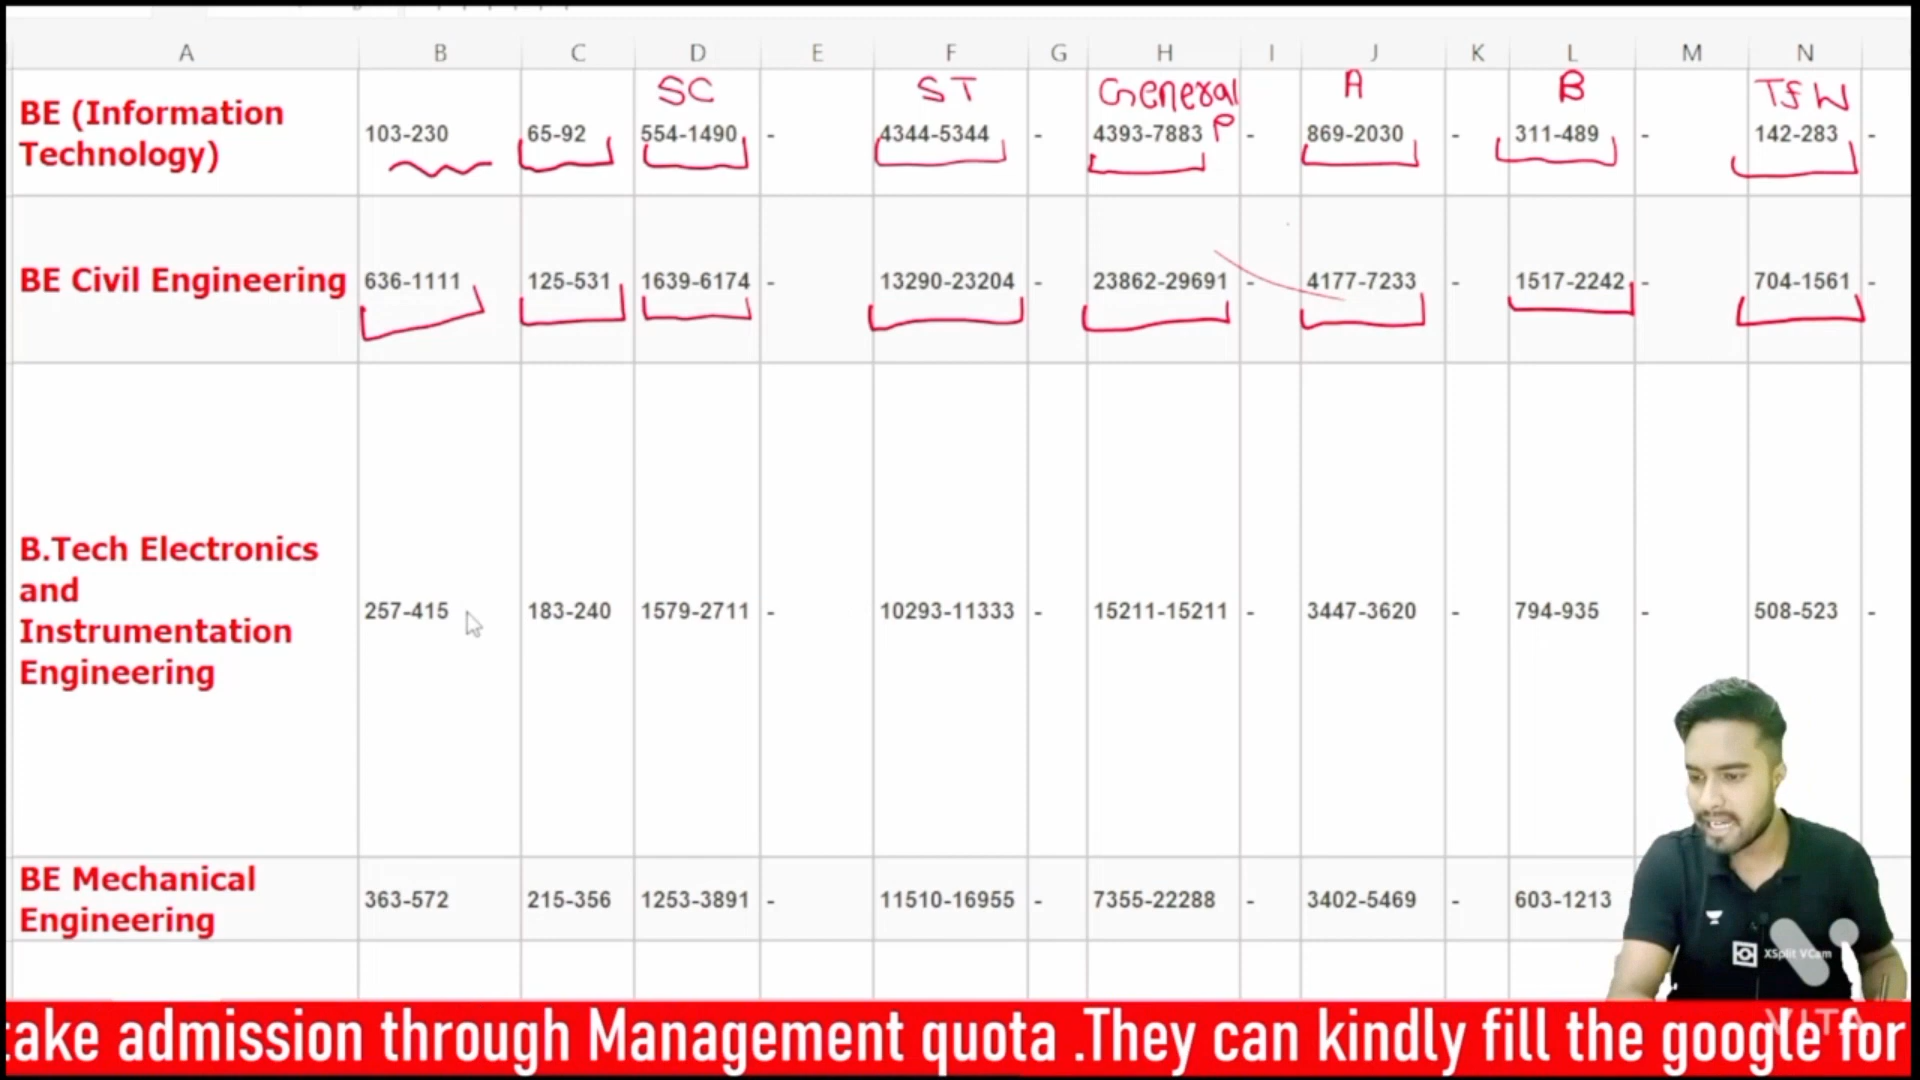 A B C D E F G H I J K L M N
SC ST General P A B TfW
BE (Information
Technology)
103-230 65-92 554-1490 - 4344-5344 - 4393-7883 - 869-2030 - 311-489 - 142-283 -
BE Civil Engineering 636-1111 125-531 1639-6174 - 13290-23204 - 23862-29691 - 4177-7233 - 1517-2242 - 704-1561 -
B.Tech Electronics
and
Instrumentation
Engineering
257-415 183-240 1579-2711 - 10293-11333 - 15211-15211 - 3447-3620 - 794-935 - 508-523 -
BE Mechanical
Engineering
363-572 215-356 1253-3891 - 11510-16955 - 7355-22288 - 3402-5469 - 603-1213
XSplit VCam
take admission through Management quota .They can kindly fill the google for
VITA